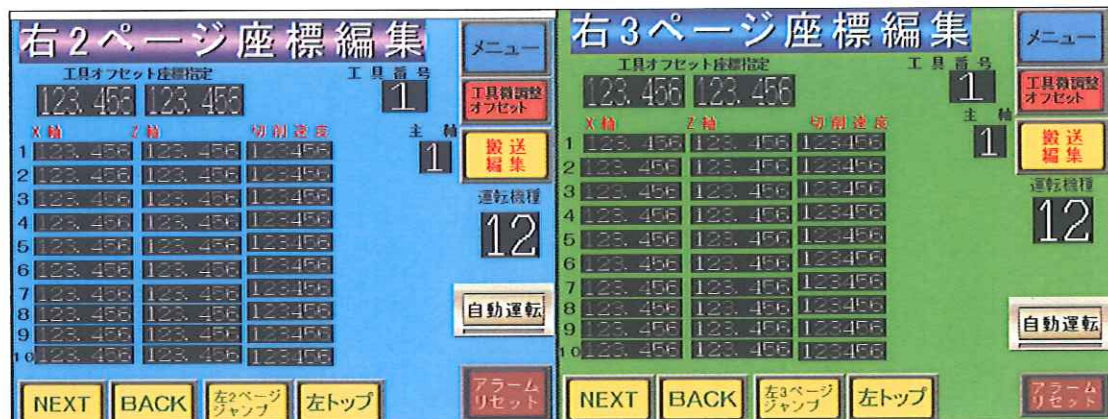 右2ページ座標編集
メニュー
工具オフセット座標指定
工具番号
123.456 123.456
1
工具微調整
オフセット
X軸 Z軸 切削速度
主軸
1
搬送
編集
1 123.456 123.456 123456
2 123.456 123.456 123456
3 123.456 123.456 123456
4 123.456 123.456 123456
5 123.456 123.456 123456
6 123.456 123.456 123456
7 123.456 123.456 123456
8 123.456 123.456 123456
9 123.456 123.456 123456
10 123.456 123.456 123456
運転機種
12
自動運転
NEXT
BACK
左2ページ
ジャンプ
左トップ
アラーム
リセット
右3ページ座標編集
メニュー
工具オフセット座標指定
工具番号
123.456 123.456
1
工具微調整
オフセット
X軸 Z軸 切削速度
主軸
1
搬送
編集
1 123.456 123.456 123456
2 123.456 123.456 123456
3 123.456 123.456 123456
4 123.456 123.456 123456
5 123.456 123.456 123456
6 123.456 123.456 123456
7 123.456 123.456 123456
8 123.456 123.456 123456
9 123.456 123.456 123456
10 123.456 123.456 123456
運転機種
12
自動運転
NEXT
BACK
左3ページ
ジャンプ
左トップ
アラーム
リセット